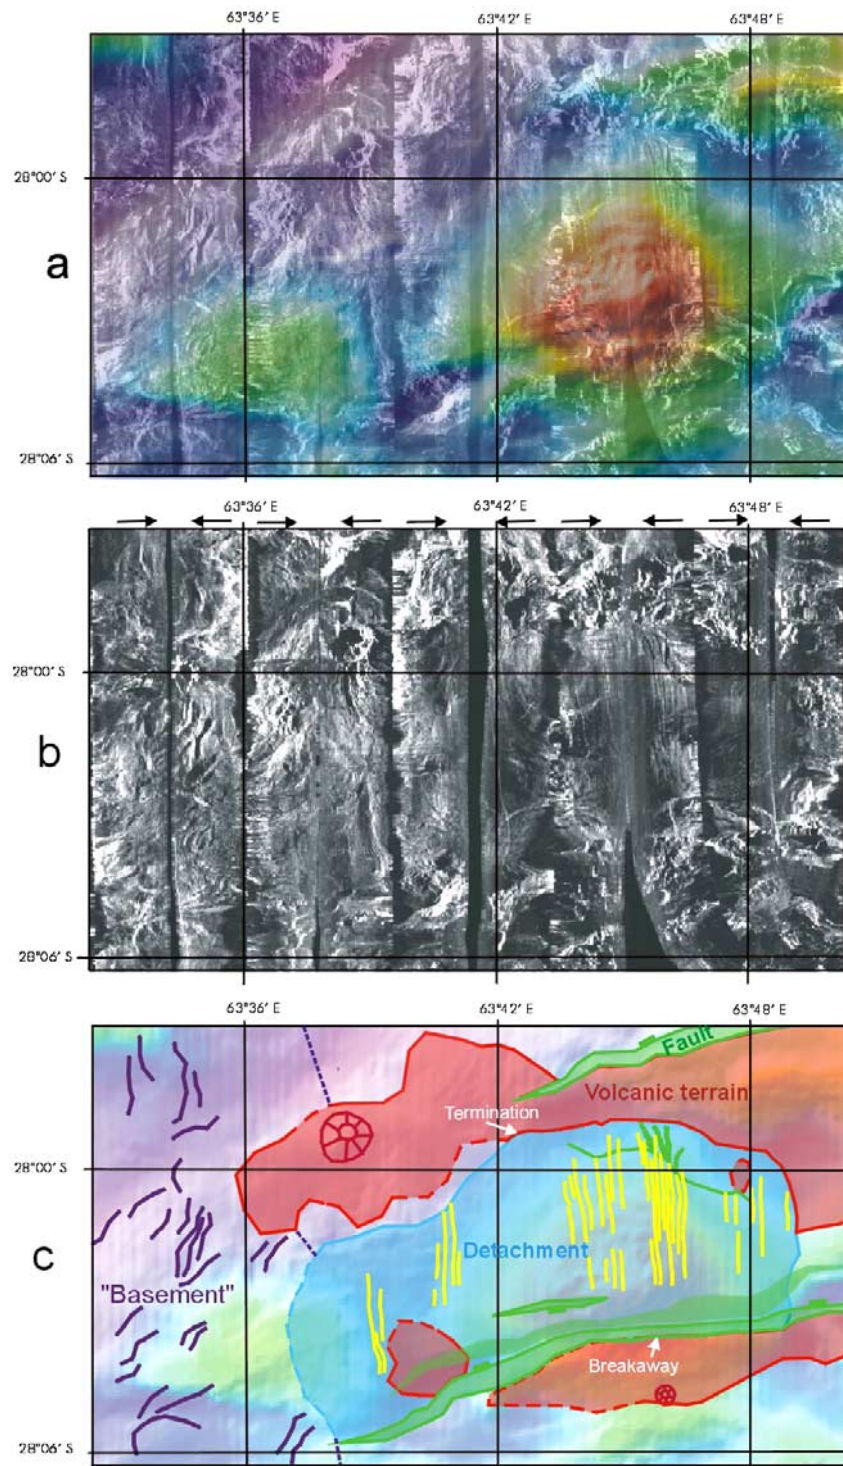 63°36' E 63°42' E 63°48' E
28°00' S
a
28°06' S
63°36' E 63°42' E 63°48' E
28°00' S
b
28°06' S
63°36' E 63°42' E 63°48' E
Fault
Volcanic terrain
Termination
28°00' S
Detachment
c
"Basement"
Breakaway
28°06' S